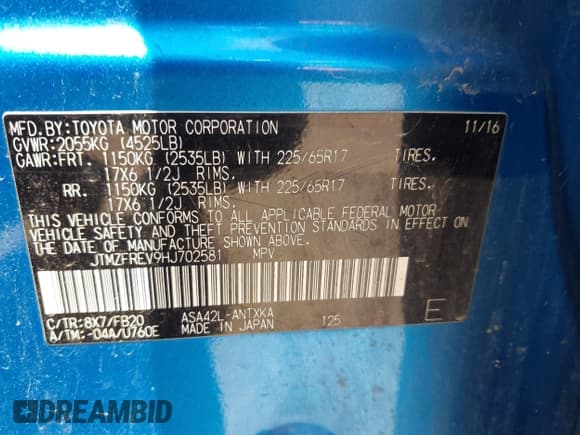 MFD. BY: TOYOTA MOTOR CORPORATION 11/16
GVWR: 2055KG (4525LB)
GAWR: FRT. 1150KG (2535LB) WITH 225/65R17 TIRES.
17X6 1/2J RIMS.
RR. 1150KG (2535LB) WITH 225/65R17 TIRES.
17X6 1/2J RIMS.
THIS VEHICLE CONFORMS TO ALL APPLICABLE FEDERAL MOTOR
VEHICLE SAFETY AND THEFT PREVENTION STANDARDS IN EFFECT ON
THE DATE OF MANUFACTURE SHOWN ABOVE.
JTMZFREV9HJ702581 MPV
C/TR: 8X7/FB20 ASA42L-ANTXKA
A/TM: -04A/U760E MADE IN JAPAN 125 E
DREAMBID